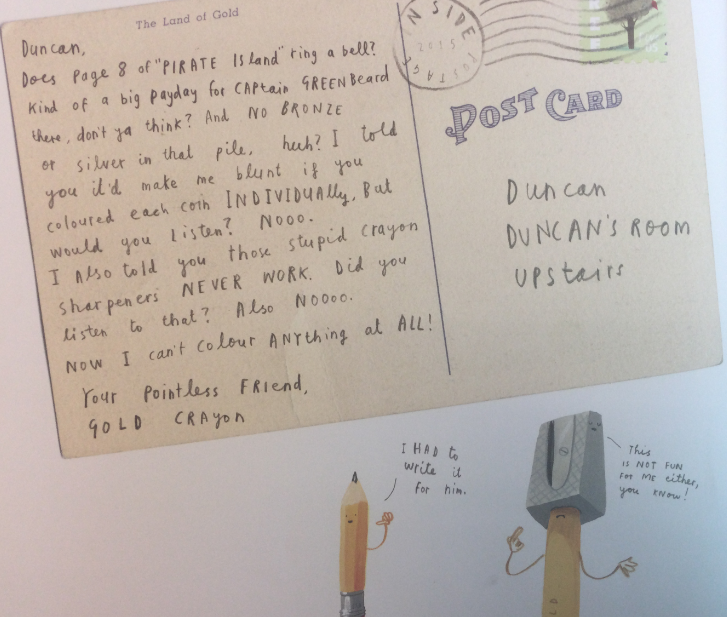 The Land of Gold
Duncan,
Does Page 8 of "PIRATE ISland" ring a bell?
Kind of a big payday for CAPtain GREENBeard
there, don't ya think? And NO BRONZE
or silver in that pile, huh? I told
you it'd make me blunt if you
coloured each coin INDIVIDUAlly, But
would you listen? Nooo.
I Also told you those stupid crayon
sharpeners NEVER WORK. Did you
listen to that? Also Noooo.
NOW I can't colour ANYthing at ALL!
Your Pointless FRIEnd,
GOLD CRAYon
IN SIDE
2015
POSTAGE
POST CARD
Duncan
DUNCAN'S ROOM
UPstairs
I HAD to
write it
for him.
This
IS NOT FUN
FOR ME either,
you know!
LD